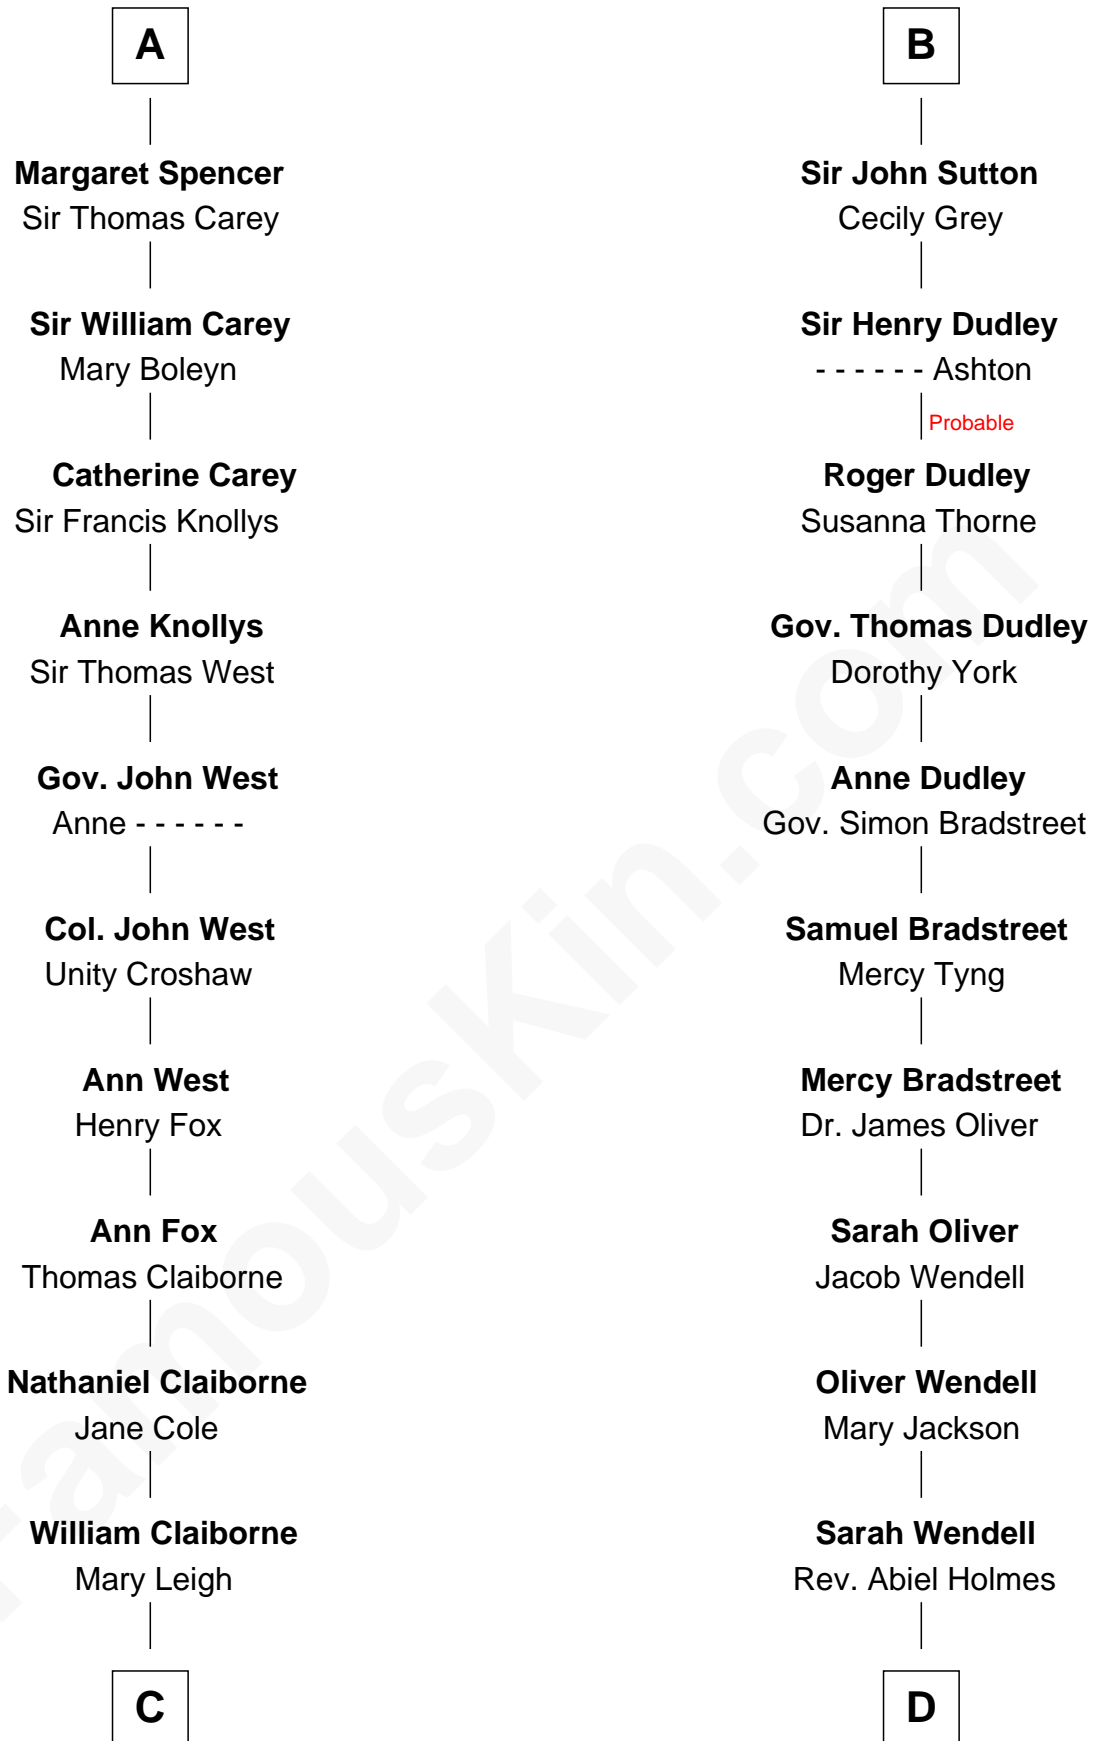 A
Margaret Spencer
Sir Thomas Carey
Sir William Carey
Mary Boleyn
Catherine Carey
Sir Francis Knollys
Anne Knollys
Sir Thomas West
Gov. John West
Anne - - - - - -
Col. John West
Unity Croshaw
Ann West
Henry Fox
Ann Fox
Thomas Claiborne
Nathaniel Claiborne
Jane Cole
William Claiborne
Mary Leigh
C
B
Sir John Sutton
Cecily Grey
Sir Henry Dudley
- - - - - - Ashton
Probable
Roger Dudley
Susanna Thorne
Gov. Thomas Dudley
Dorothy York
Anne Dudley
Gov. Simon Bradstreet
Samuel Bradstreet
Mercy Tyng
Mercy Bradstreet
Dr. James Oliver
Sarah Oliver
Jacob Wendell
Oliver Wendell
Mary Jackson
Sarah Wendell
Rev. Abiel Holmes
D
FamousKin.com